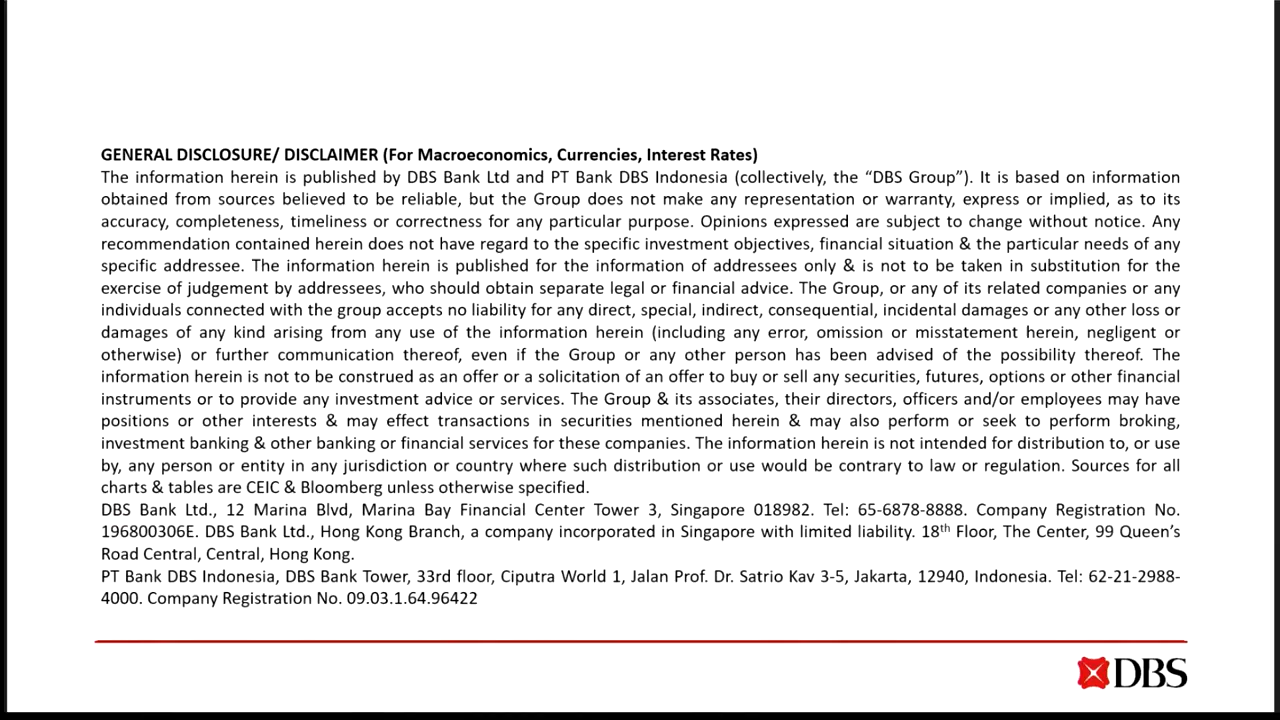 GENERAL DISCLOSURE/ DISCLAIMER (For Macroeconomics, Currencies, Interest Rates)
The information herein is published by DBS Bank Ltd and PT Bank DBS Indonesia (collectively, the “DBS Group”). It is based on information
obtained from sources believed to be reliable, but the Group does not make any representation or warranty, express or implied, as to its
accuracy, completeness, timeliness or correctness for any particular purpose. Opinions expressed are subject to change without notice. Any
recommendation contained herein does not have regard to the specific investment objectives, financial situation & the particular needs of any
specific addressee. The information herein is published for the information of addressees only & is not to be taken in substitution for the
exercise of judgement by addressees, who should obtain separate legal or financial advice. The Group, or any of its related companies or any
individuals connected with the group accepts no liability for any direct, special, indirect, consequential, incidental damages or any other loss or
damages of any kind arising from any use of the information herein (including any error, omission or misstatement herein, negligent or
otherwise) or further communication thereof, even if the Group or any other person has been advised of the possibility thereof. The
information herein is not to be construed as an offer or a solicitation of an offer to buy or sell any securities, futures, options or other financial
instruments or to provide any investment advice or services. The Group & its associates, their directors, officers and/or employees may have
positions or other interests & may effect transactions in securities mentioned herein & may also perform or seek to perform broking,
investment banking & other banking or financial services for these companies. The information herein is not intended for distribution to, or use
by, any person or entity in any jurisdiction or country where such distribution or use would be contrary to law or regulation. Sources for all
charts & tables are CEIC & Bloomberg unless otherwise specified.
DBS Bank Ltd., 12 Marina Blvd, Marina Bay Financial Center Tower 3, Singapore 018982. Tel: 65-6878-8888. Company Registration No.
196800306E. DBS Bank Ltd., Hong Kong Branch, a company incorporated in Singapore with limited liability. 18th Floor, The Center, 99 Queen’s
Road Central, Central, Hong Kong.
PT Bank DBS Indonesia, DBS Bank Tower, 33rd floor, Ciputra World 1, Jalan Prof. Dr. Satrio Kav 3-5, Jakarta, 12940, Indonesia. Tel: 62-21-2988-
4000. Company Registration No. 09.03.1.64.96422
DBS